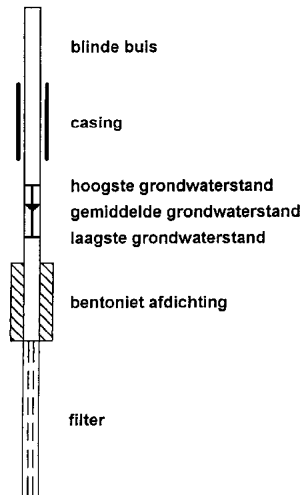 blinde buis
casing
hoogste grondwaterstand
gemiddelde grondwaterstand
laagste grondwaterstand
bentoniet afdichting
filter